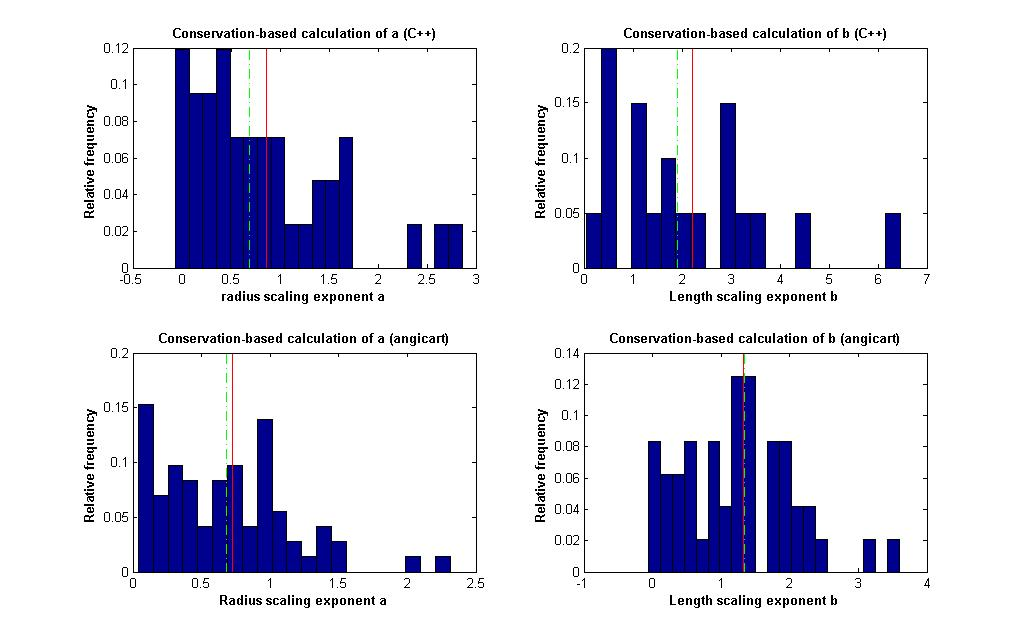 Conservation-based calculation of a (C++)
0.12
0.1
0.08
0.06
0.04
0.02
0
Relative frequency
-0.5 0 0.5 1 1.5 2 2.5 3
radius scaling exponent a
Conservation-based calculation of b (C++)
0.2
0.15
0.1
0.05
0
Relative frequency
0 1 2 3 4 5 6 7
Length scaling exponent b
Conservation-based calculation of a (angicart)
0.2
0.15
0.1
0.05
0
Relative frequency
0 0.5 1 1.5 2 2.5
Radius scaling exponent a
Conservation-based calculation of b (angicart)
0.14
0.12
0.1
0.08
0.06
0.04
0.02
0
Relative frequency
-1 0 1 2 3 4
Length scaling exponent b